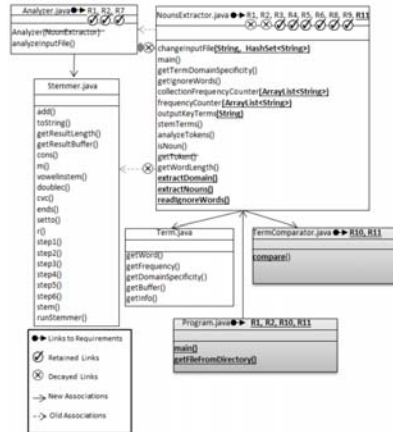 Analyzer.java R1, R2, R7
Analyzer(NounExtractor)
analyzeInputFile()
NounsExtractor.java R1, R2, R3, R4, R5, R6, R8, R9, R11
changeInputFile(String, HashSet<String>)
main()
getTermDomainSpecificity()
getIgnoreWords()
collectionFrequencyCounter(ArrayList<String>)
frequencyCounter(ArrayList<String>)
outputKeyTerms(String)
stemTerms()
analyzeTokens()
isNoun()
getToken()
getWordLength()
extractDomain()
extractNouns()
readIgnoreWords()
Stemmer.java
add()
toString()
getResultLength()
getResultBuffer()
cons()
m()
vowelinstem()
doublec()
cvc()
ends()
setto()
r()
step1()
step2()
step3()
step4()
step5()
step6()
stem()
runStemmer()
Term.java
getWord()
getFrequency()
getDomainSpecificity()
getBuffer()
getInfo()
TermComparator.java R10, R11
compare()
Program.java R1, R2, R10, R11
main()
getFileFromDirectory()
Links to Requirements
Retained Links
Decayed Links
New Associations
Old Associations